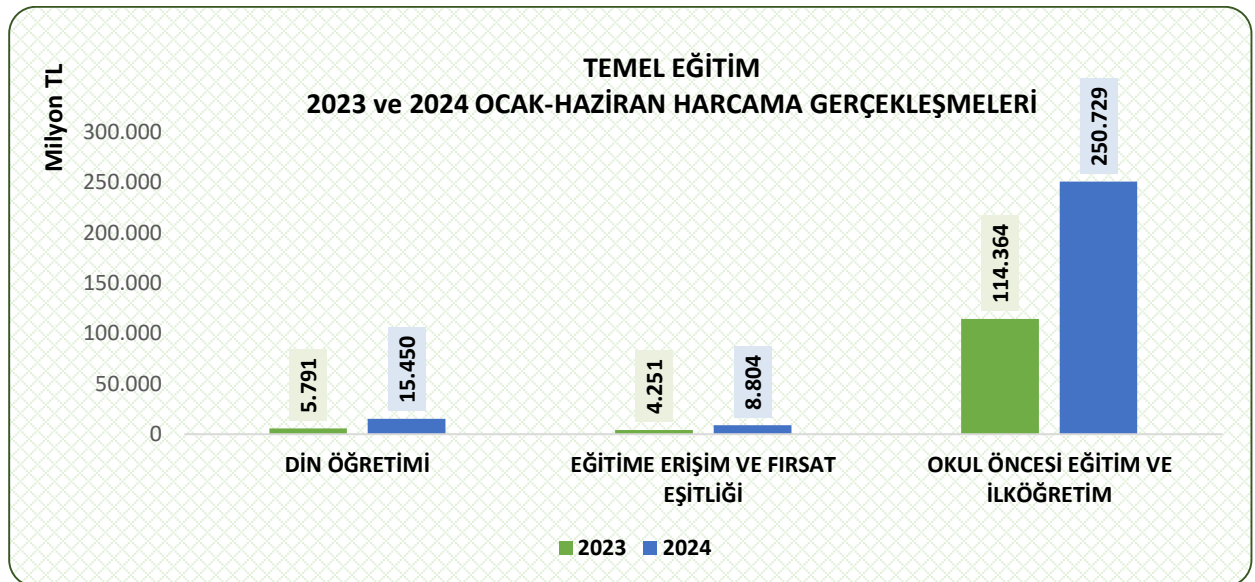 TEMEL EĞİTİM
2023 ve 2024 OCAK-HAZİRAN HARCAMA GERÇEKLEŞMELERİ
Milyon TL
300.000
250.000
200.000
150.000
100.000
50.000
0
5.791
15.450
4.251
8.804
114.364
250.729
DİN ÖĞRETİMİ
EĞİTİME ERİŞİM VE FIRSAT
EŞİTLİĞİ
OKUL ÖNCESİ EĞİTİM VE
İLKÖĞRETİM
2023 2024